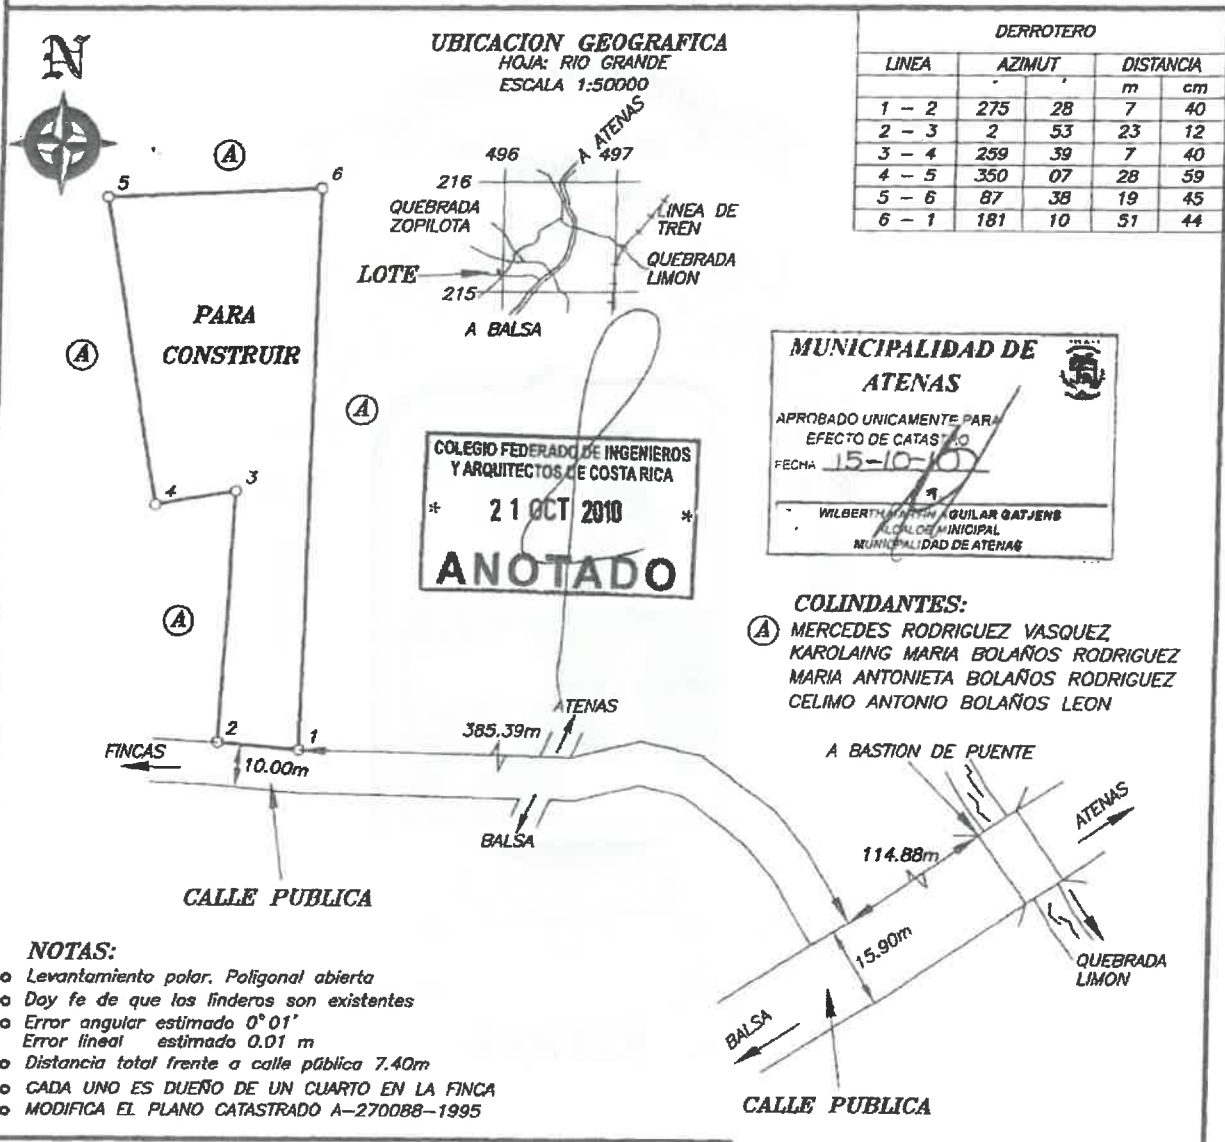 N
UBICACION GEOGRAFICA
HOJA: RIO GRANDE
ESCALA 1:50000
A ATENAS
496
497
216
QUEBRADA
ZOPILOTA
LINEA DE
TREN
LOTE
QUEBRADA
LIMON
215
A BALSA
DERROTERO
LINEA AZIMUT DISTANCIA
° ' m cm
1 - 2 275 28 7 40
2 - 3 2 53 23 12
3 - 4 259 39 7 40
4 - 5 350 07 28 59
5 - 6 87 38 19 45
6 - 1 181 10 51 44
A
5
6
PARA
CONSTRUIR
A
A
4
3
A
2
1
COLEGIO FEDERADO DE INGENIEROS
Y ARQUITECTOS DE COSTA RICA
* 21 OCT 2010 *
ANOTADO
MUNICIPALIDAD DE
ATENAS
APROBADO UNICAMENTE PARA
EFECTO DE CATASTRO
FECHA 15-10-10
WILBERTH MARTIN AGUILAR GATJENS
ALCALDE MINICIPAL
MUNICIPALIDAD DE ATENAS
COLINDANTES:
A MERCEDES RODRIGUEZ VASQUEZ
KAROLAING MARIA BOLAÑOS RODRIGUEZ
MARIA ANTONIETA BOLAÑOS RODRIGUEZ
CELIMO ANTONIO BOLAÑOS LEON
FINCAS
10.00m
385.39m
ATENAS
BALSA
CALLE PUBLICA
A BASTION DE PUENTE
ATENAS
114.88m
15.90m
QUEBRADA
LIMON
BALSA
CALLE PUBLICA
NOTAS:
o Levantamiento polar. Poligonal abierta
o Doy fe de que los linderos son existentes
o Error angular estimado 0° 01'
Error lineal estimado 0.01 m
o Distancia total frente a calle pública 7.40m
o CADA UNO ES DUEÑO DE UN CUARTO EN LA FINCA
o MODIFICA EL PLANO CATASTRADO A-270088-1995